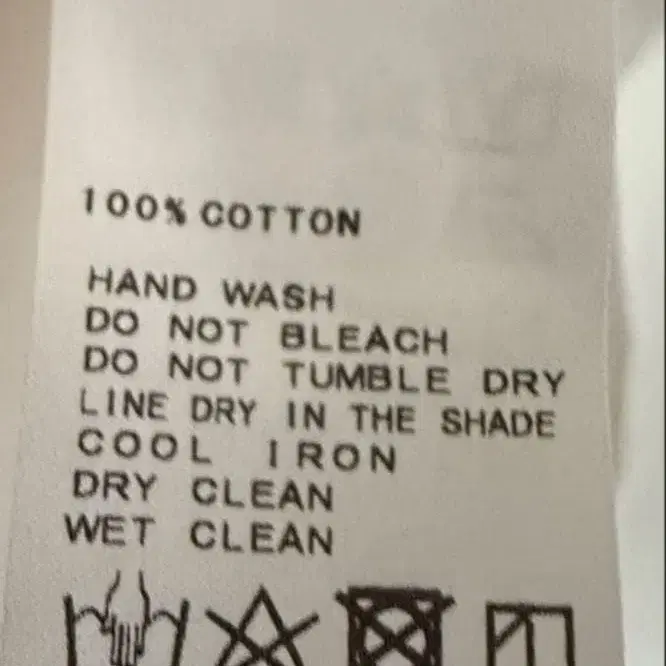 100% COTTON
HAND WASH
DO NOT BLEACH
DO NOT TUMBLE DRY
LINE DRY IN THE SHADE
COOL IRON
DRY CLEAN
WET CLEAN